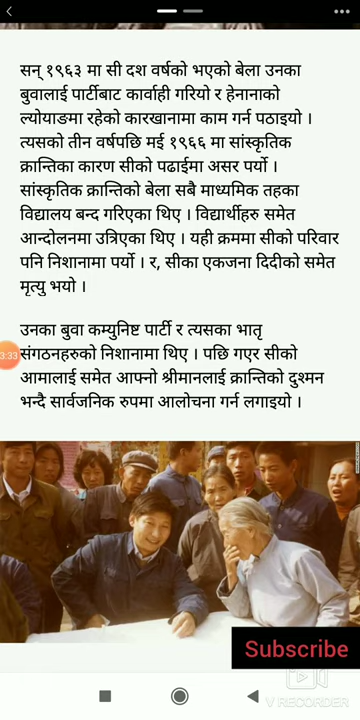 सन् १९६३ मा सी दश वर्षको भएको बेला उनका
बुवालाई पार्टीबाट कार्वाही गरियो र हेनानाको
ल्योयाङमा रहेको कारखानामा काम गर्न पठाइयो ।
त्यसको तीन वर्षपछि मई १९६६ मा सांस्कृतिक
क्रान्तिका कारण सीको पढाईमा असर पर्यो ।
सांस्कृतिक क्रान्तिको बेला सबै माध्यमिक तहका
विद्यालय बन्द गरिएका थिए । विद्यार्थीहरु समेत
आन्दोलनमा उत्रिएका थिए । यही क्रममा सीको परिवार
पनि निशानामा पर्यो । र, सीका एकजना दिदीको समेत
मृत्यु भयो ।
उनका बुवा कम्युनिष्ट पार्टी र त्यसका भातृ
3:33
संगठनहरुको निशानामा थिए । पछि गएर सीको
आमालाई समेत आफ्नो श्रीमानलाई क्रान्तिको दुश्मन
भन्दै सार्वजनिक रुपमा आलोचना गर्न लगाइयो ।
Subscribe
V RECORDER